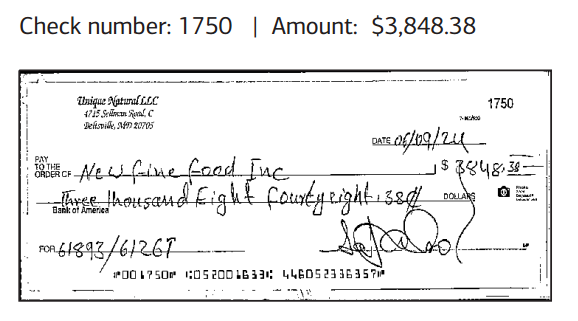 Check number: 1750 | Amount: $3,848.38
Unique Natural LLC
4715 Sellman Road, C
Beltsville, MD 20705
1750
DATE 06/09/24
PAY
TO THE
ORDER OF New Fine Food Inc $ 3848.38
Three thousand Eight Fourty eight. 38¢ DOLLARS
Bank of America
FOR 61893/61267
⑈001750⑈ ⑆052001633⑆ 446052336357⑈